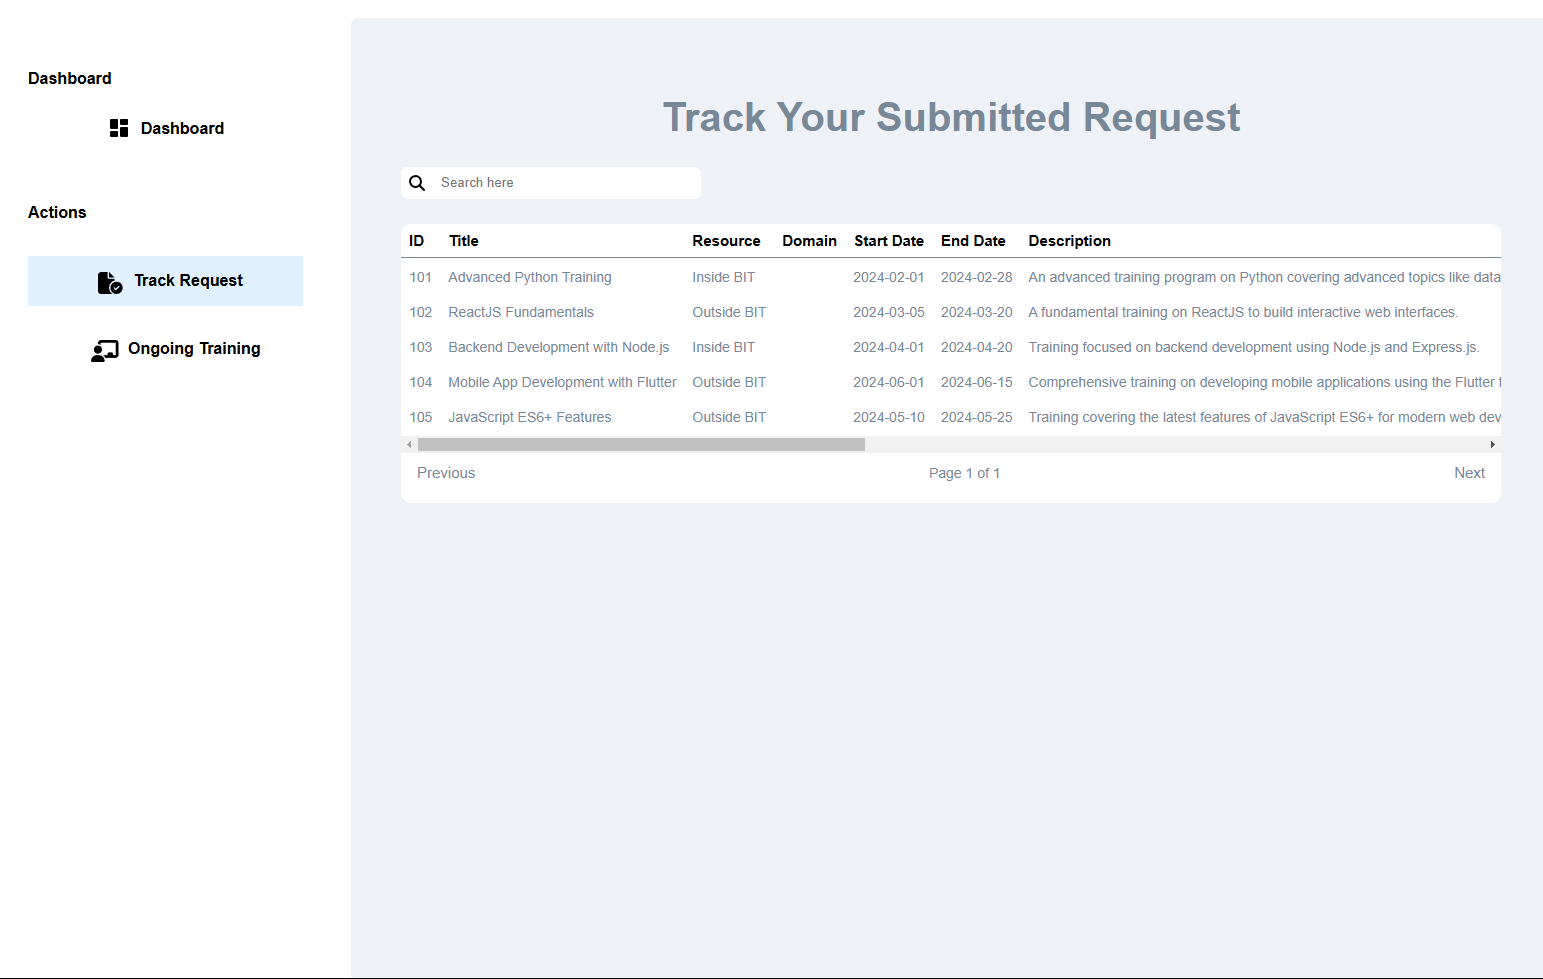 Dashboard
Dashboard
Actions
Track Request
Ongoing Training
Track Your Submitted Request
Search here
ID Title Resource Domain Start Date End Date Description
101 Advanced Python Training Inside BIT 2024-02-01 2024-02-28 An advanced training program on Python covering advanced topics like data
102 ReactJS Fundamentals Outside BIT 2024-03-05 2024-03-20 A fundamental training on ReactJS to build interactive web interfaces.
103 Backend Development with Node.js Inside BIT 2024-04-01 2024-04-20 Training focused on backend development using Node.js and Express.js.
104 Mobile App Development with Flutter Outside BIT 2024-06-01 2024-06-15 Comprehensive training on developing mobile applications using the Flutter
105 JavaScript ES6+ Features Outside BIT 2024-05-10 2024-05-25 Training covering the latest features of JavaScript ES6+ for modern web dev
Previous Page 1 of 1 Next